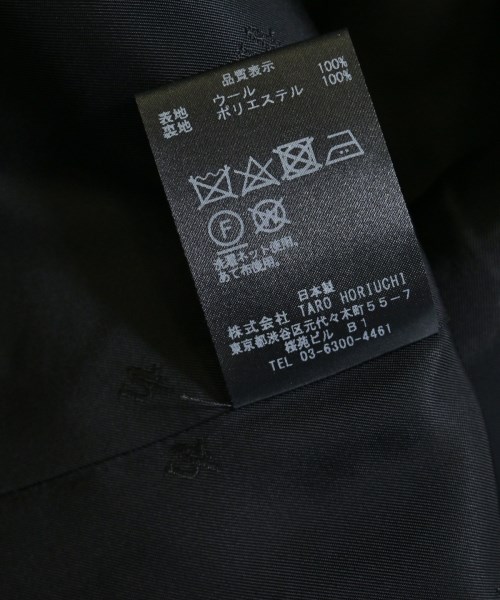 品質表示
表地 ウール 100%
裏地 ポリエステル 100%
F
W
洗濯ネット使用。
あて布使用。
日本製
株式会社 TARO HORIUCHI
東京都渋谷区元代々木町55-7
桜苑ビル B1
TEL 03-6300-4461